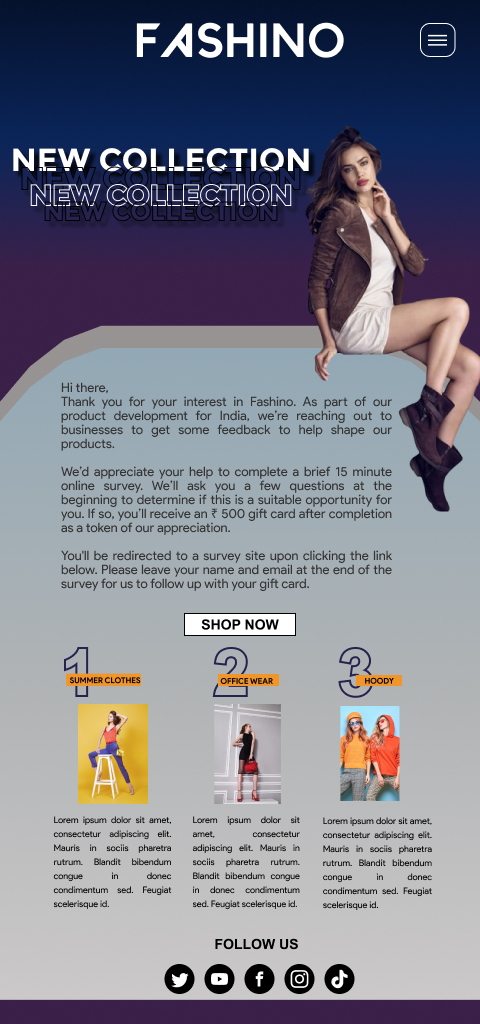 FASHINO
NEW COLLECTION
NEW COLLECTION
NEW COLLECTION
NEW COLLECTION
Hi there,
Thank you for your interest in Fashino. As part of our
product development for India, we're reaching out to
businesses to get some feedback to help shape our
products.
We'd appreciate your help to complete a brief 15 minute
online survey. We'll ask you a few questions at the
beginning to determine if this is a suitable opportunity for
you. If so, you'll receive an ₹ 500 gift card after completion
as a token of our appreciation.
You'll be redirected to a survey site upon clicking the link
below. Please leave your name and email at the end of the
survey for us to follow up with your gift card.
SHOP NOW
1
SUMMER CLOTHES
Lorem ipsum dolor sit amet,
consectetur adipiscing elit.
Mauris in sociis pharetra
rutrum. Blandit bibendum
congue in donec
condimentum sed. Feugiat
scelerisque id.
2
OFFICE WEAR
Lorem ipsum dolor sit
amet, consectetur
adipiscing elit. Mauris in
sociis pharetra rutrum.
Blandit bibendum congue
in donec condimentum
sed. Feugiat scelerisque id.
3
HOODY
Lorem ipsum dolor sit amet,
consectetur adipiscing elit.
Mauris in sociis pharetra
rutrum. Blandit bibendum
congue in donec
condimentum sed. Feugiat
scelerisque id.
FOLLOW US